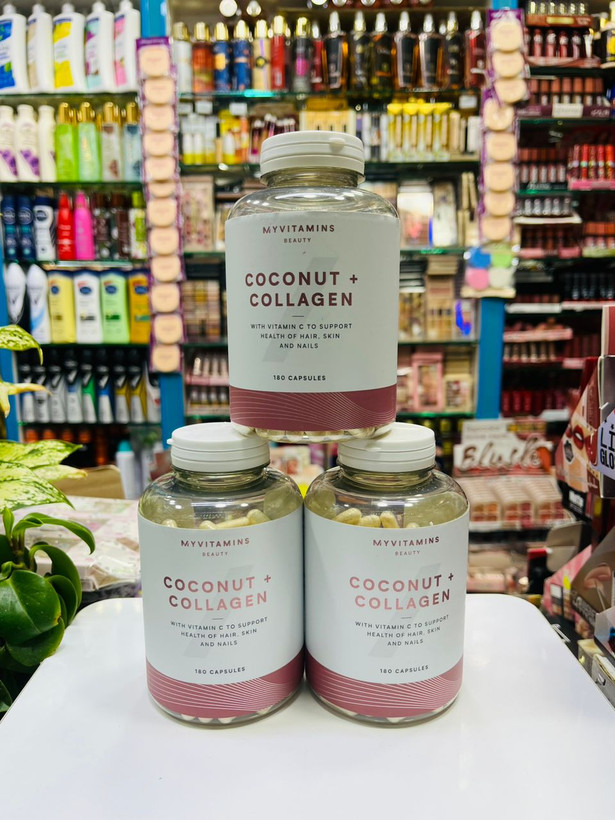 MYVITAMINS
BEAUTY
COCONUT +
COLLAGEN
WITH VITAMIN C TO SUPPORT
HEALTH OF HAIR, SKIN
AND NAILS
180 CAPSULES
MYVITAMINS
BEAUTY
COCONUT +
COLLAGEN
WITH VITAMIN C TO SUPPORT
HEALTH OF HAIR, SKIN
AND NAILS
180 CAPSULES
MYVITAMINS
BEAUTY
COCONUT +
COLLAGEN
WITH VITAMIN C TO SUPPORT
HEALTH OF HAIR, SKIN
AND NAILS
180 CAPSULES
Blush